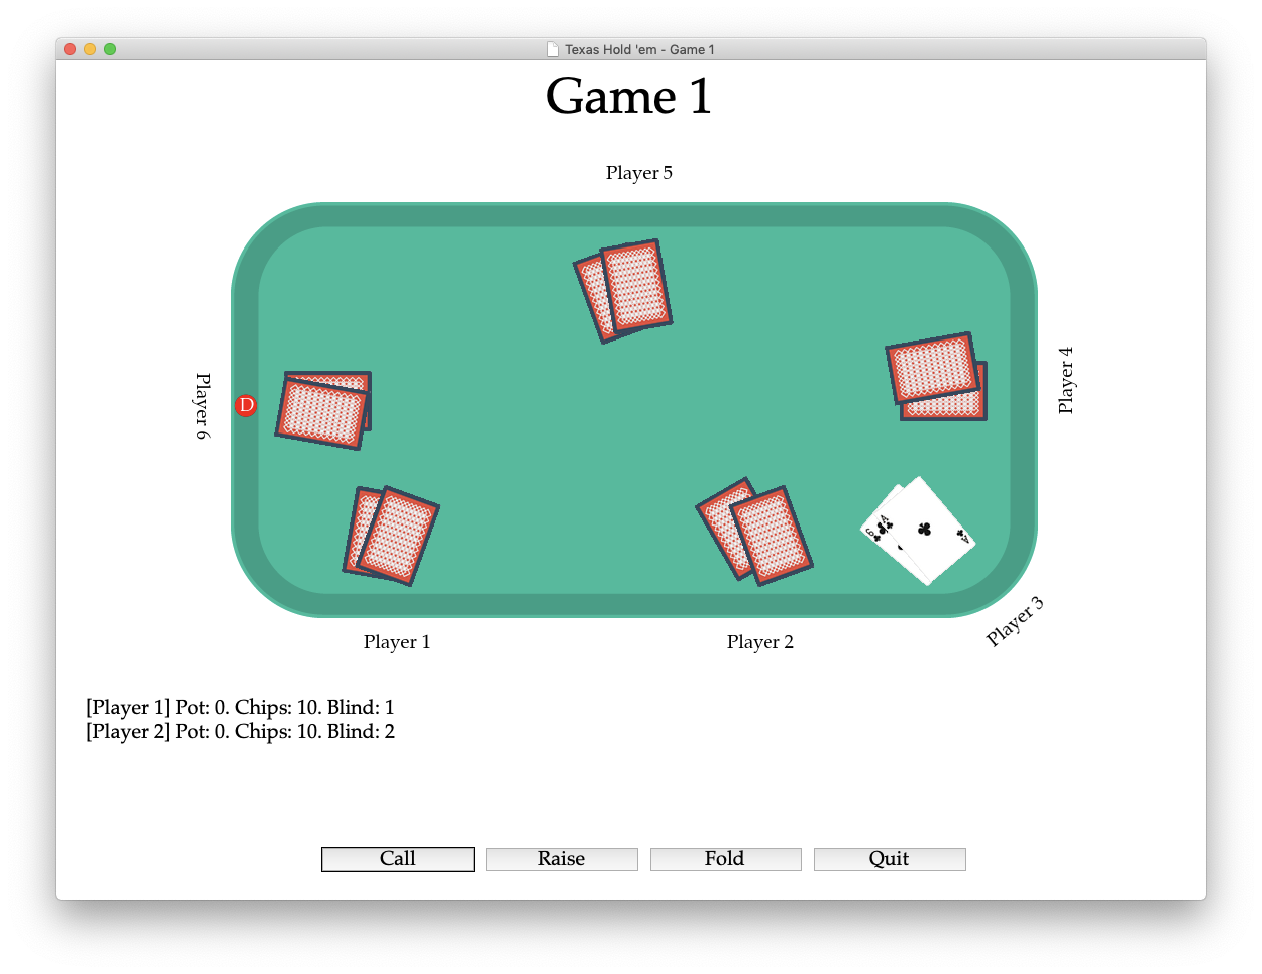 Texas Hold 'em - Game 1
Game 1
Player 5
Player 4
Player 6
D
A
A
Player 3
Player 1
Player 2
[Player 1] Pot: 0. Chips: 10. Blind: 1
[Player 2] Pot: 0. Chips: 10. Blind: 2
Call
Raise
Fold
Quit